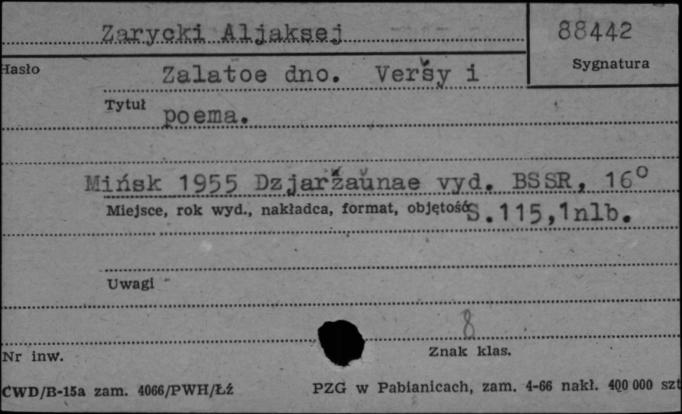 Zarycki Aljaksej
88442
Hasło
Sygnatura
Zalatoe dno. Veršy i
Tytuł
poema.
Mińsk 1955 Dzjaržaŭnae vyd. BSSR, 16°
Miejsce, rok wyd., nakładca, format, objętość
S.115,1nlb.
Uwagi
8
Nr inw.
Znak klas.
CWD/B-15a zam. 4066/PWH/Łź
PZG w Pabianicach, zam. 4-66 nakł. 400 000 szt